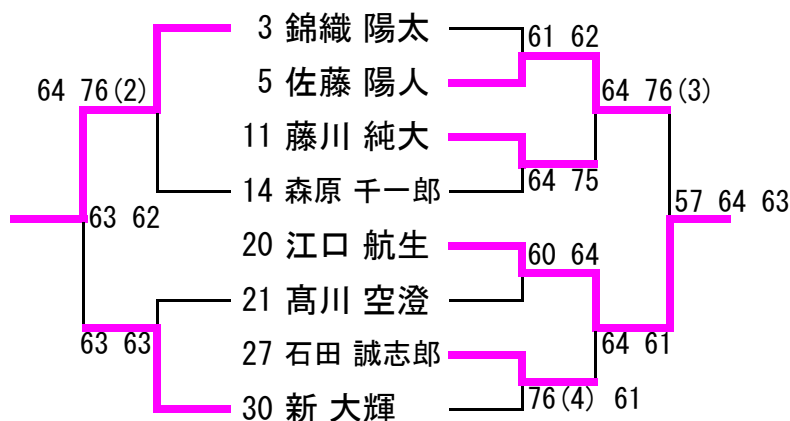 3 錦織 陽太
61 62
64 76(2)
5 佐藤 陽人
64 76(3)
11 藤川 純大
14 森原 千一郎
64 75
63 62
57 64 63
20 江口 航生
60 64
21 髙川 空澄
63 63
64 61
27 石田 誠志郎
76(4) 61
30 新 大輝